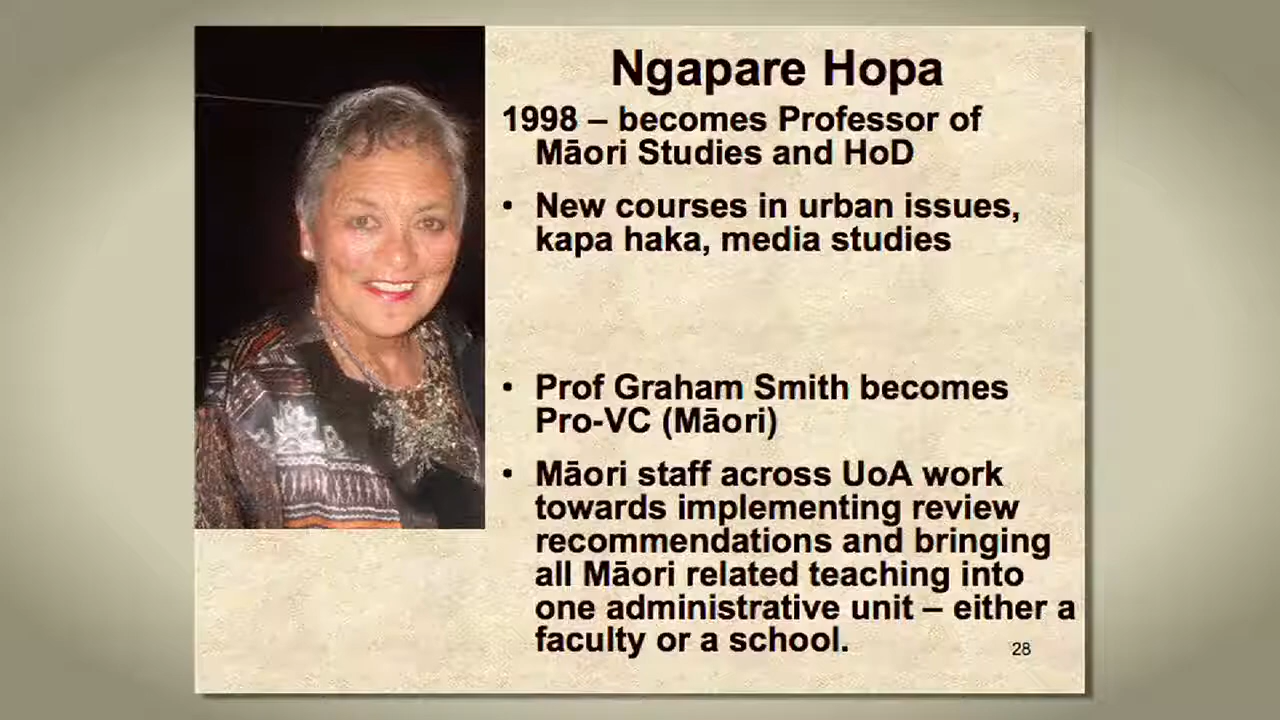 Ngapare Hopa
1998 – becomes Professor of
Māori Studies and HoD
• New courses in urban issues,
kapa haka, media studies
• Prof Graham Smith becomes
Pro-VC (Māori)
• Māori staff across UoA work
towards implementing review
recommendations and bringing
all Māori related teaching into
one administrative unit – either a
faculty or a school.
28